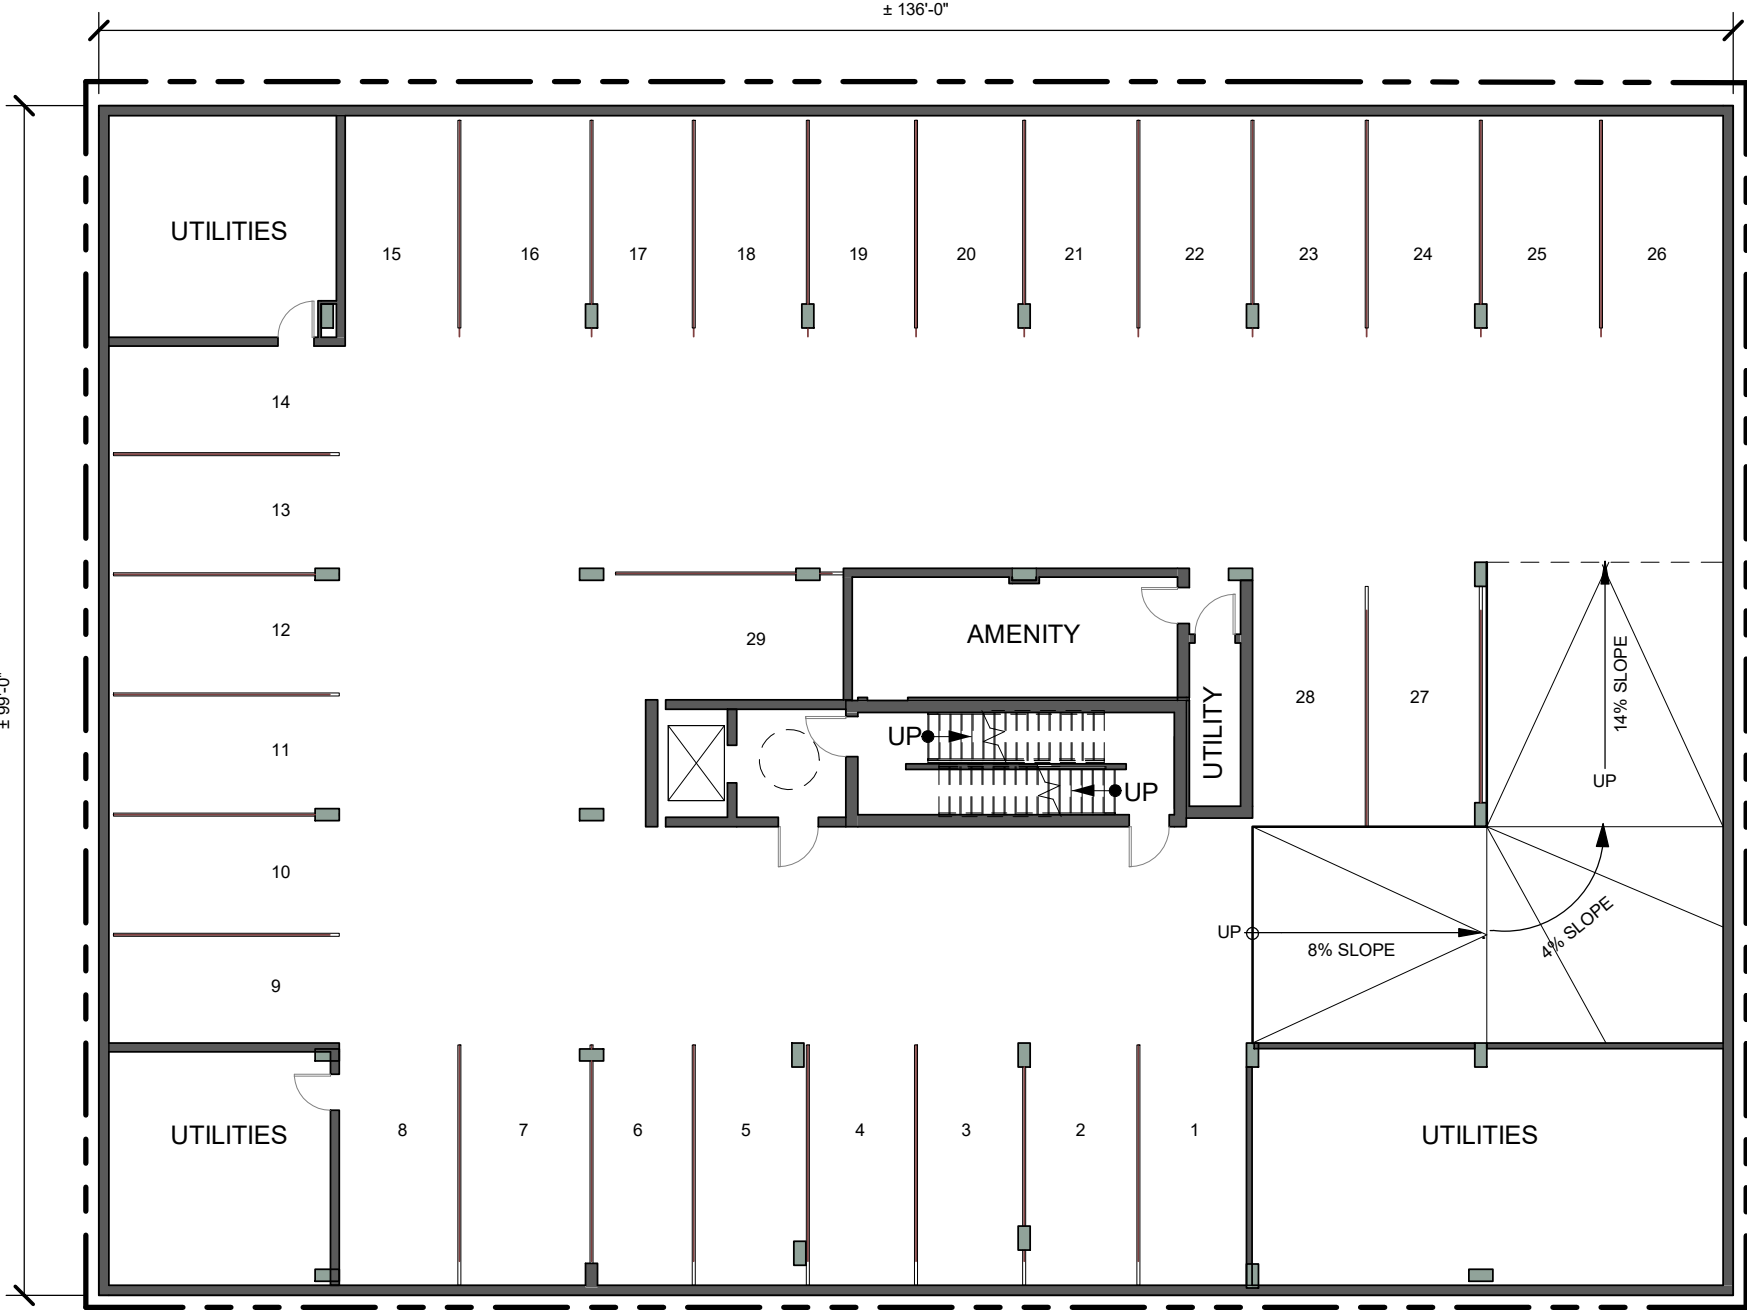 ± 136'-0"
± 99'-0"
UTILITIES
15
16
17
18
19
20
21
22
23
24
25
26
14
13
12
11
10
9
29
AMENITY
UTILITY
28
27
14% SLOPE
UP
UP
UP
UP
8% SLOPE
4% SLOPE
UTILITIES
8
7
6
5
4
3
2
1
UTILITIES